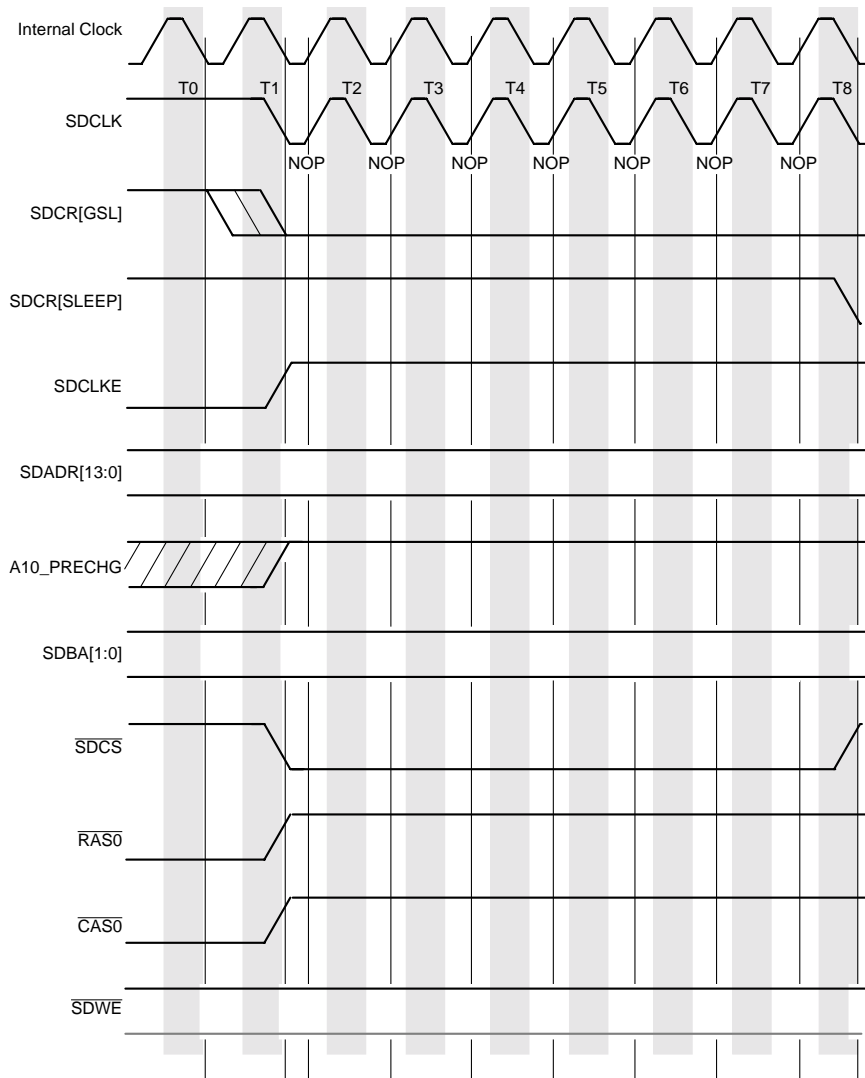 Internal Clock
T0 T1 T2 T3 T4 T5 T6 T7 T8
SDCLK
NOP NOP NOP NOP NOP NOP NOP
SDCR[GSL]
SDCR[SLEEP]
SDCLKE
SDADR[13:0]
A10_PRECHG
SDBA[1:0]
SDCS
RAS0
CAS0
SDWE